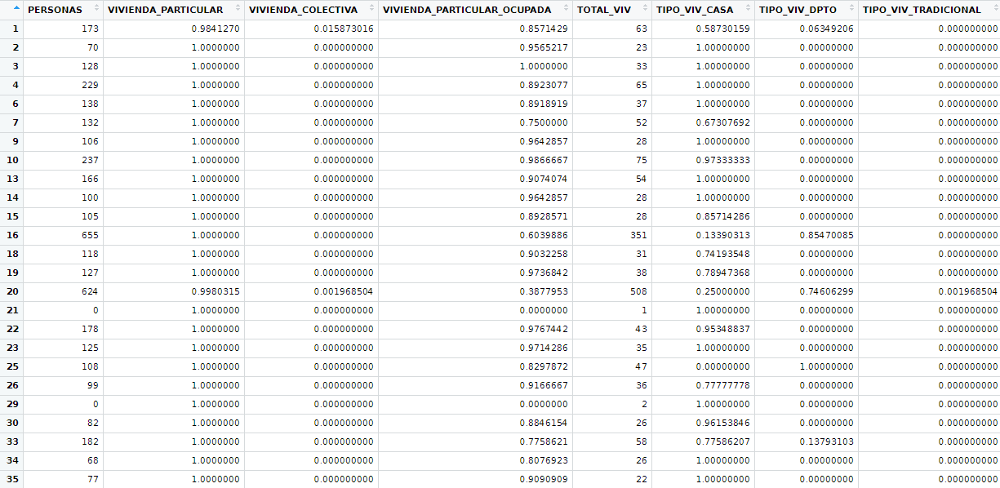 PERSONAS VIVIENDA_PARTICULAR VIVIENDA_COLECTIVA VIVIENDA_PARTICULAR_OCUPADA TOTAL_VIV TIPO_VIV_CASA TIPO_VIV_DPTO TIPO_VIV_TRADICIONAL
1 173 0.9841270 0.015873016 0.8571429 63 0.58730159 0.06349206 0.000000000
2 70 1.0000000 0.000000000 0.9565217 23 1.00000000 0.00000000 0.000000000
3 128 1.0000000 0.000000000 1.0000000 33 1.00000000 0.00000000 0.000000000
4 229 1.0000000 0.000000000 0.8923077 65 1.00000000 0.00000000 0.000000000
6 138 1.0000000 0.000000000 0.8918919 37 1.00000000 0.00000000 0.000000000
7 132 1.0000000 0.000000000 0.7500000 52 0.67307692 0.00000000 0.000000000
9 106 1.0000000 0.000000000 0.9642857 28 1.00000000 0.00000000 0.000000000
10 237 1.0000000 0.000000000 0.9866667 75 0.97333333 0.00000000 0.000000000
13 166 1.0000000 0.000000000 0.9074074 54 1.00000000 0.00000000 0.000000000
14 100 1.0000000 0.000000000 0.9642857 28 1.00000000 0.00000000 0.000000000
15 105 1.0000000 0.000000000 0.8928571 28 0.85714286 0.00000000 0.000000000
16 655 1.0000000 0.000000000 0.6039886 351 0.13390313 0.85470085 0.000000000
18 118 1.0000000 0.000000000 0.9032258 31 0.74193548 0.00000000 0.000000000
19 127 1.0000000 0.000000000 0.9736842 38 0.78947368 0.00000000 0.000000000
20 624 0.9980315 0.001968504 0.3877953 508 0.25000000 0.74606299 0.001968504
21 0 1.0000000 0.000000000 0.0000000 1 1.00000000 0.00000000 0.000000000
22 178 1.0000000 0.000000000 0.9767442 43 0.95348837 0.00000000 0.000000000
23 125 1.0000000 0.000000000 0.9714286 35 1.00000000 0.00000000 0.000000000
25 108 1.0000000 0.000000000 0.8297872 47 0.00000000 1.00000000 0.000000000
26 99 1.0000000 0.000000000 0.9166667 36 0.77777778 0.00000000 0.000000000
29 0 1.0000000 0.000000000 0.0000000 2 1.00000000 0.00000000 0.000000000
30 82 1.0000000 0.000000000 0.8846154 26 0.96153846 0.00000000 0.000000000
33 182 1.0000000 0.000000000 0.7758621 58 0.77586207 0.13793103 0.000000000
34 68 1.0000000 0.000000000 0.8076923 26 1.00000000 0.00000000 0.000000000
35 77 1.0000000 0.000000000 0.9090909 22 1.00000000 0.00000000 0.000000000